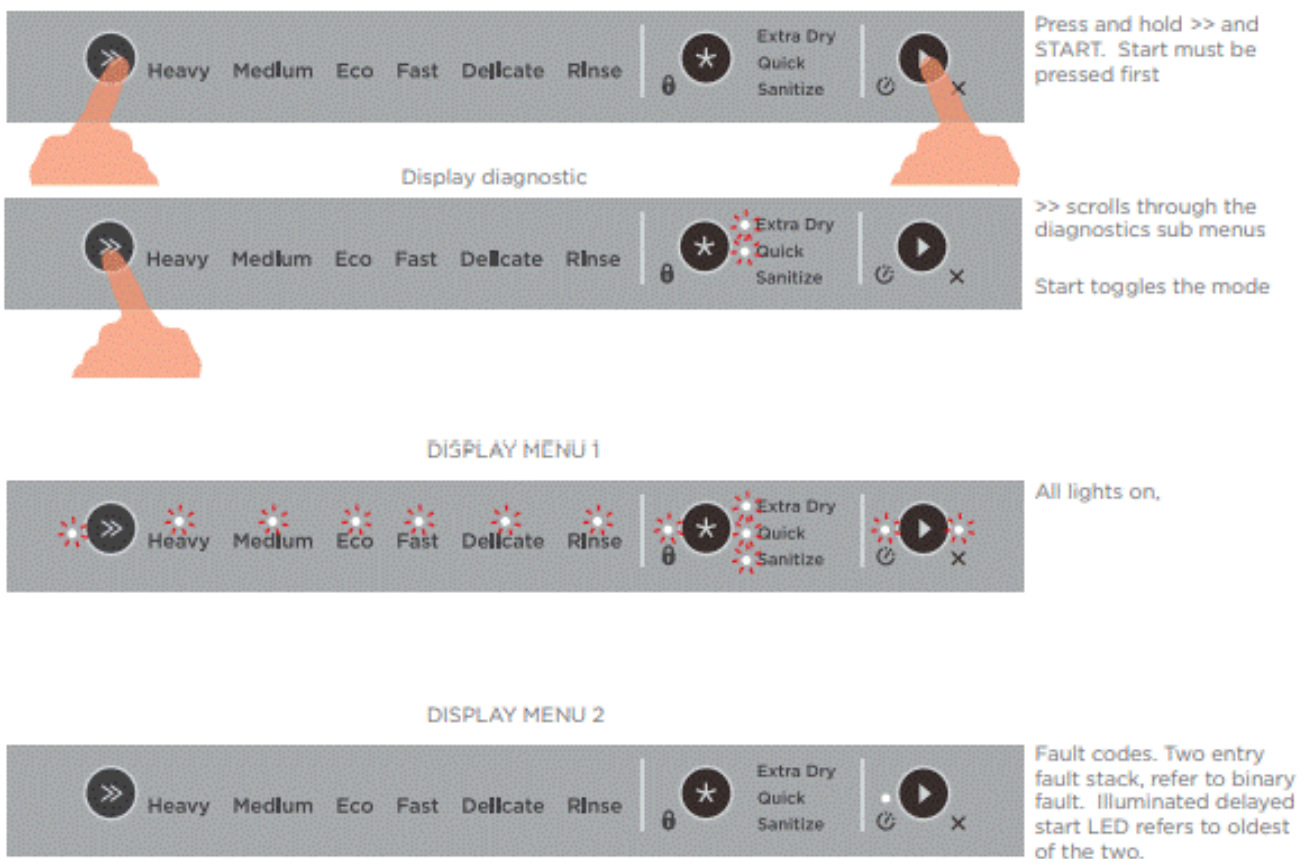 Press and hold >> and
START. Start must be
pressed first
>> Heavy Medium Eco Fast Delicate Rinse * Extra Dry
Quick
Sanitize
Display diagnostic
>> scrolls through the
diagnostics sub menus
Start toggles the mode
>> Heavy Medium Eco Fast Delicate Rinse * Extra Dry
Quick
Sanitize
DISPLAY MENU 1
>> Heavy Medium Eco Fast Delicate Rinse * Extra Dry
Quick
Sanitize
All lights on,
DISPLAY MENU 2
>> Heavy Medium Eco Fast Delicate Rinse * Extra Dry
Quick
Sanitize
Fault codes. Two entry
fault stack, refer to binary
fault. Illuminated delayed
start LED refers to oldest
of the two.